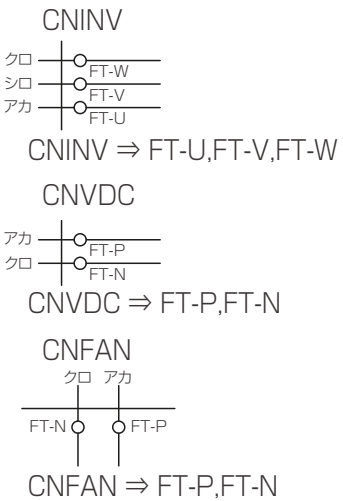 CNINV
クロ
FT-W
シロ
FT-V
アカ
FT-U
CNINV ⇒ FT-U,FT-V,FT-W
CNVDC
アカ
FT-P
クロ
FT-N
CNVDC ⇒ FT-P,FT-N
CNFAN
クロ アカ
FT-N FT-P
CNFAN ⇒ FT-P,FT-N